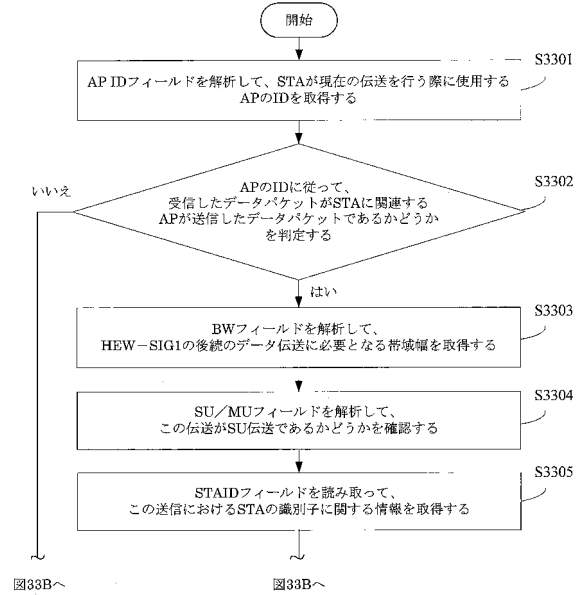 開始
S3301
AP IDフィールドを解析して、STAが現在の伝送を行う際に使用する
APのIDを取得する
S3302
いいえ
APのIDに従って、
受信したデータパケットがSTAに関連する
APが送信したデータパケットであるかどうか
を判定する
はい
S3303
BWフィールドを解析して、
HEW－SIG1の後続のデータ伝送に必要となる帯域幅を取得する
S3304
SU／MUフィールドを解析して、
この伝送がSU伝送であるかどうかを確認する
S3305
STAIDフィールドを読み取って、
この送信におけるSTAの識別子に関する情報を取得する
図33Bへ
図33Bへ